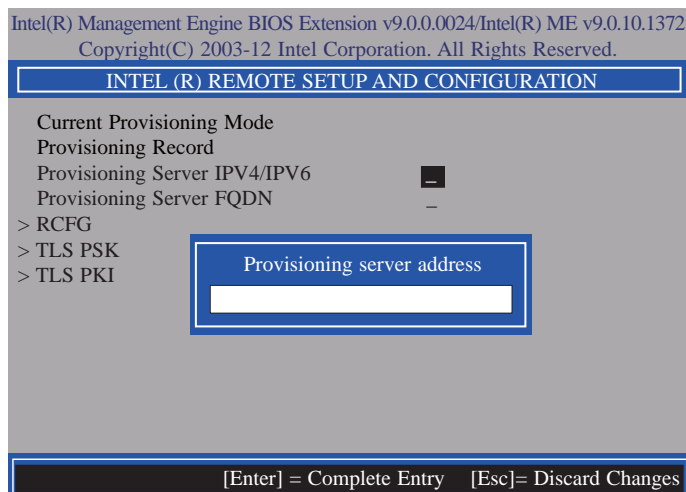 Intel(R) Management Engine BIOS Extension v9.0.0.0024/Intel(R) ME v9.0.10.1372
Copyright(C) 2003-12 Intel Corporation. All Rights Reserved.
INTEL (R) REMOTE SETUP AND CONFIGURATION
Current Provisioning Mode
Provisioning Record
Provisioning Server IPV4/IPV6 _
Provisioning Server FQDN _
> RCFG
> TLS PSK
> TLS PKI
Provisioning server address
[Enter] = Complete Entry [Esc]= Discard Changes